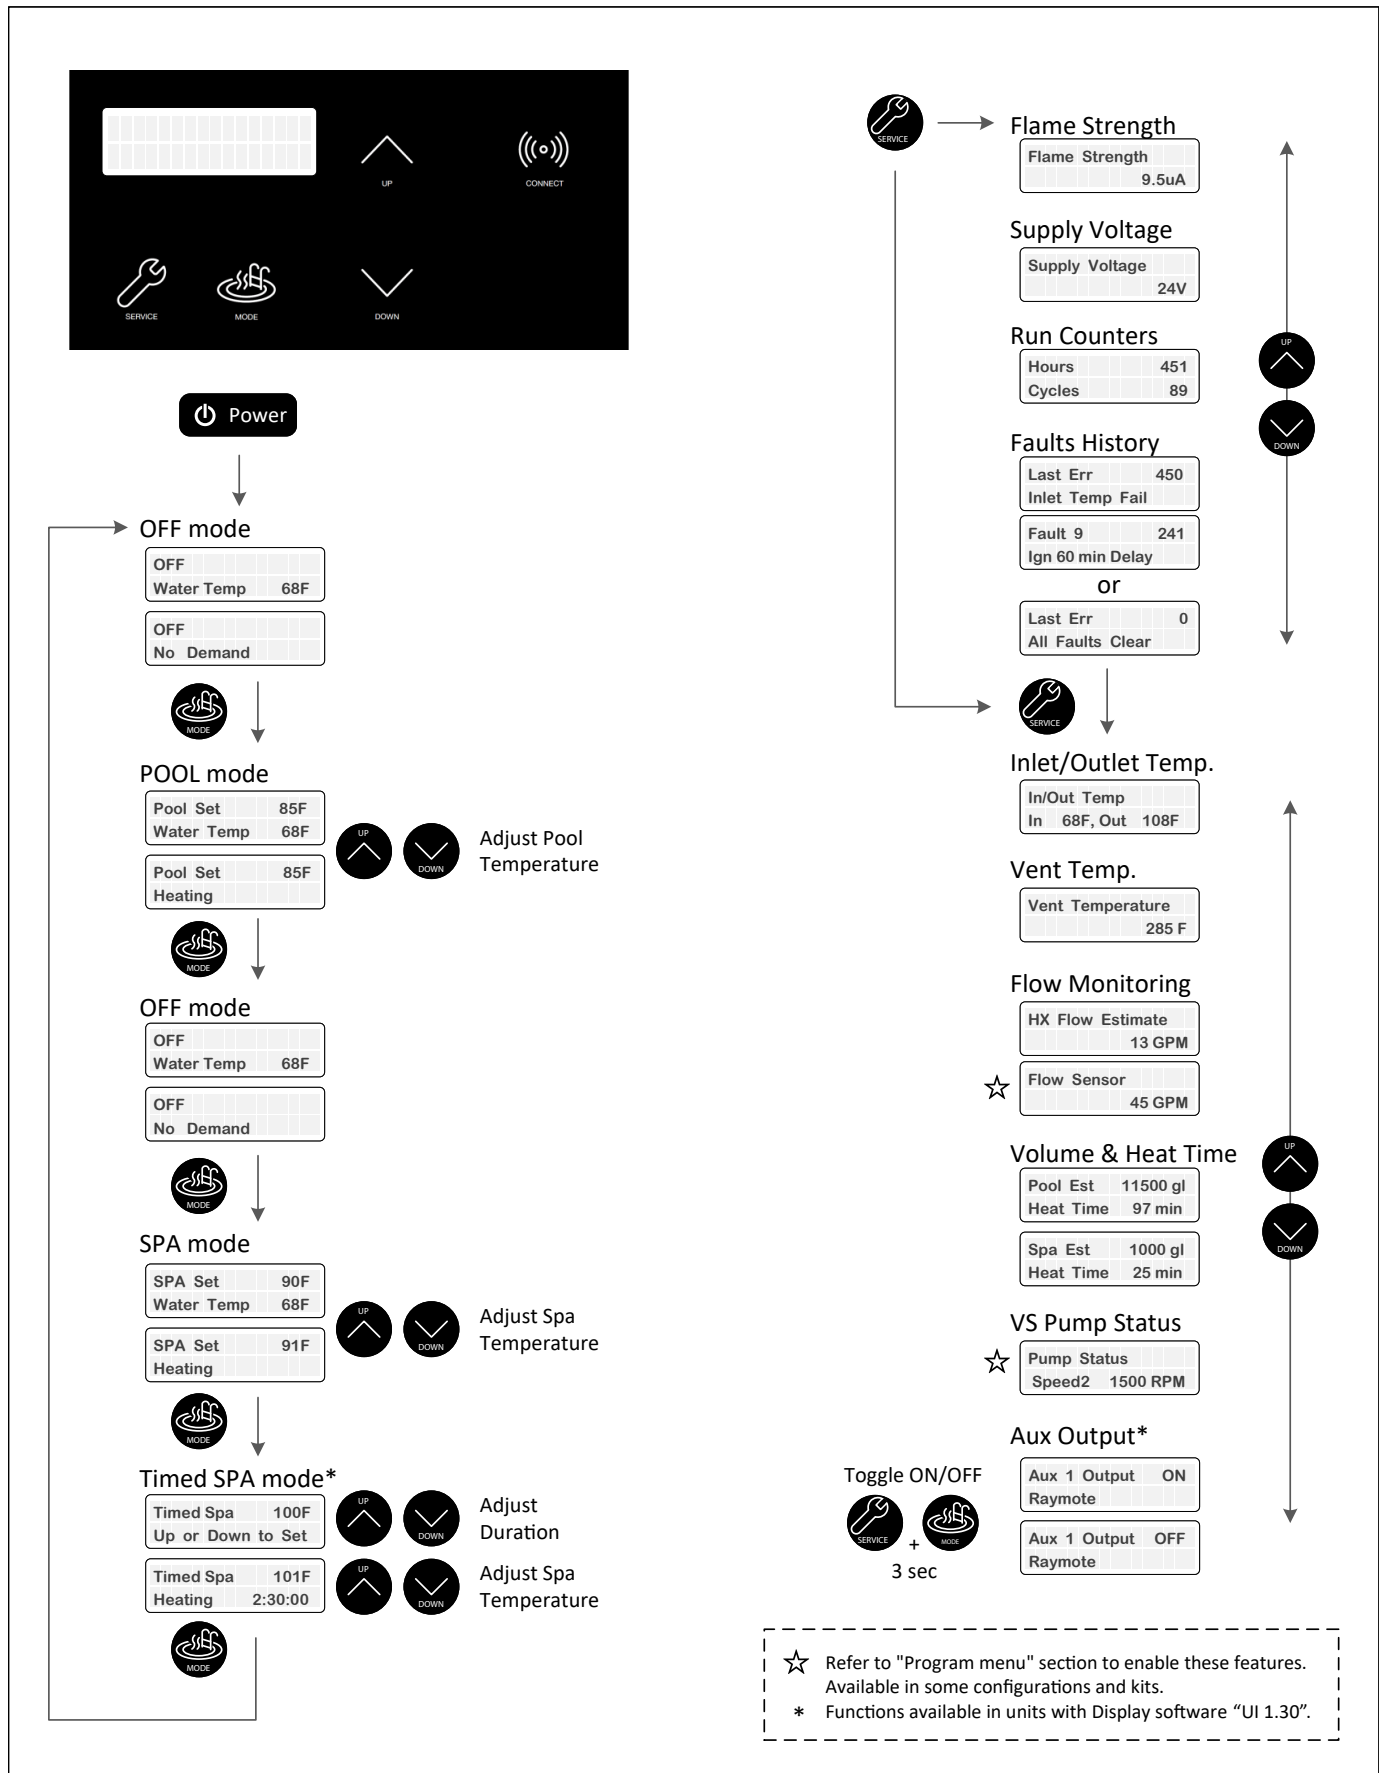 UP
CONNECT
SERVICE
MODE
DOWN
Power
OFF mode
OFF
Water Temp 68F
OFF
No Demand
MODE
POOL mode
Pool Set 85F
Water Temp 68F
Pool Set 85F
Heating
UP
DOWN
Adjust Pool
Temperature
MODE
OFF mode
OFF
Water Temp 68F
OFF
No Demand
MODE
SPA mode
SPA Set 90F
Water Temp 68F
SPA Set 91F
Heating
UP
DOWN
Adjust Spa
Temperature
MODE
Timed SPA mode*
Timed Spa 100F
Up or Down to Set
UP
DOWN
Adjust
Duration
Timed Spa 101F
Heating 2:30:00
UP
DOWN
Adjust Spa
Temperature
MODE
SERVICE
Flame Strength
Flame Strength
9.5uA
Supply Voltage
Supply Voltage
24V
Run Counters
Hours 451
Cycles 89
UP
DOWN
Faults History
Last Err 450
Inlet Temp Fail
Fault 9 241
Ign 60 min Delay
or
Last Err 0
All Faults Clear
SERVICE
Inlet/Outlet Temp.
In/Out Temp
In 68F, Out 108F
Vent Temp.
Vent Temperature
285 F
Flow Monitoring
HX Flow Estimate
13 GPM
☆
Flow Sensor
45 GPM
Volume & Heat Time
Pool Est 11500 gl
Heat Time 97 min
Spa Est 1000 gl
Heat Time 25 min
UP
DOWN
VS Pump Status
☆
Pump Status
Speed2 1500 RPM
Aux Output*
Toggle ON/OFF
SERVICE
+
MODE
3 sec
Aux 1 Output ON
Raymote
Aux 1 Output OFF
Raymote
☆ Refer to "Program menu" section to enable these features.
Available in some configurations and kits.
* Functions available in units with Display software “UI 1.30”.